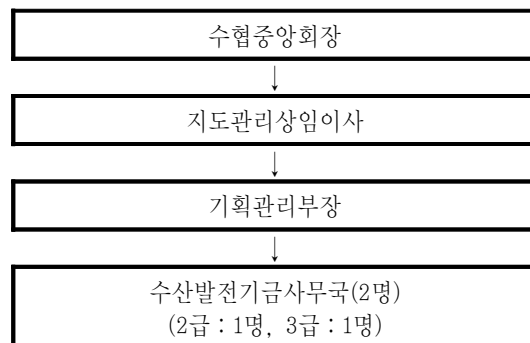 수협중앙회장
↓
지도관리상임이사
↓
기획관리부장
↓
수산발전기금사무국(2명)
(2급 : 1명, 3급 : 1명)